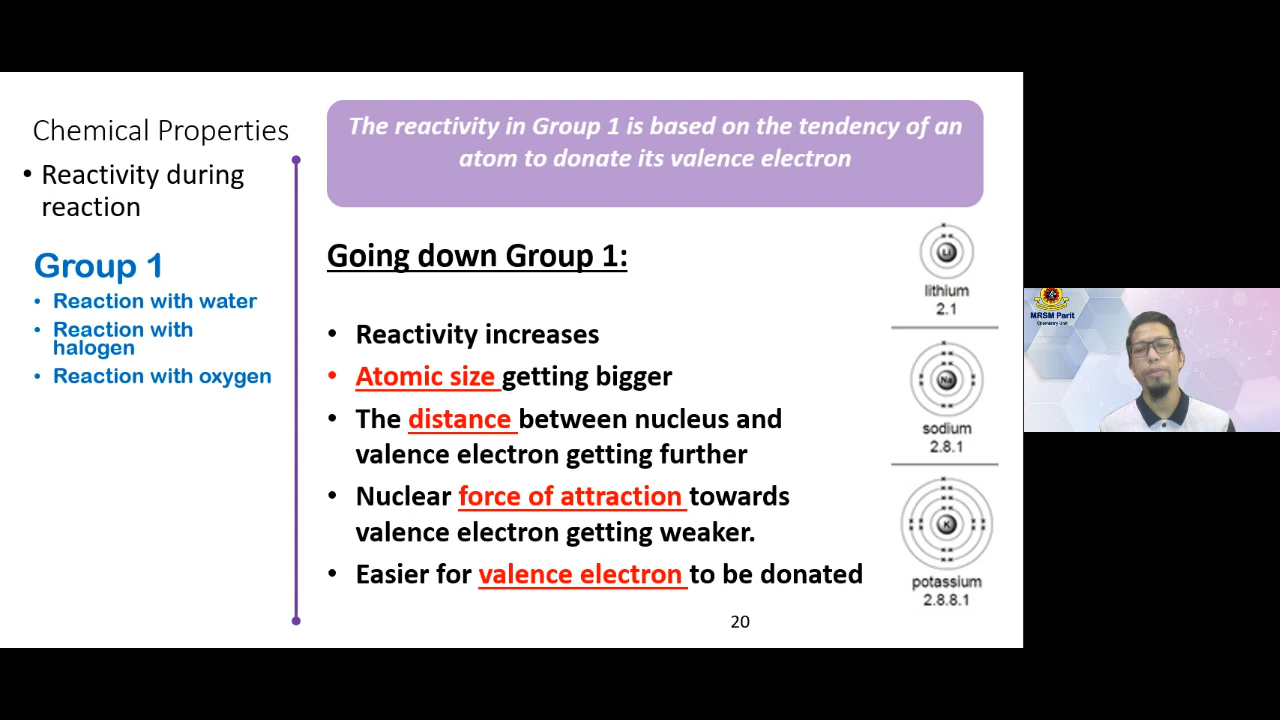 Chemical Properties
• Reactivity during
reaction
Group 1
• Reaction with water
• Reaction with
halogen
• Reaction with oxygen
The reactivity in Group 1 is based on the tendency of an
atom to donate its valence electron
Going down Group 1:
• Reactivity increases
• Atomic size getting bigger
• The distance between nucleus and
valence electron getting further
• Nuclear force of attraction towards
valence electron getting weaker.
• Easier for valence electron to be donated
Li
lithium
2.1
Na
sodium
2.8.1
K
potassium
2.8.8.1
20
MRSM Parit
Chemistry Unit